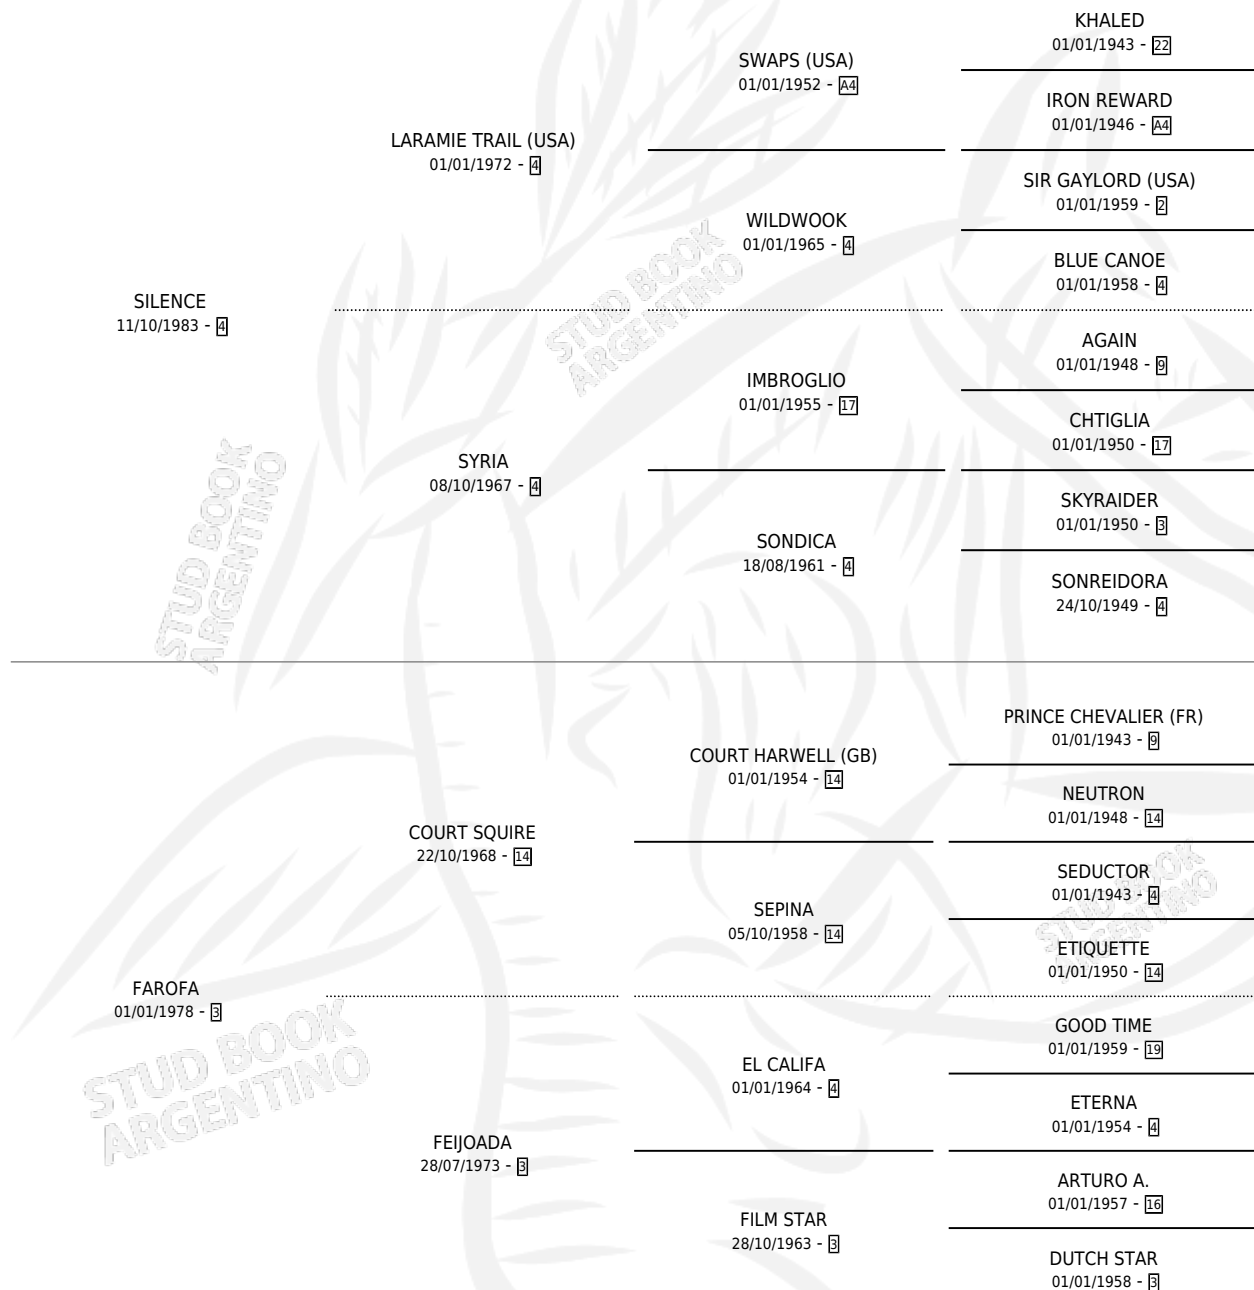 KHALED
01/01/1943 - 22
SWAPS (USA)
01/01/1952 - A4
IRON REWARD
01/01/1946 - A4
LARAMIE TRAIL (USA)
01/01/1972 - 4
SIR GAYLORD (USA)
01/01/1959 - 2
WILDWOOK
01/01/1965 - 4
BLUE CANOE
01/01/1958 - 4
SILENCE
11/10/1983 - 4
STUD BOOK
ARGENTINO
AGAIN
01/01/1948 - 9
IMBROGLIO
01/01/1955 - 17
CHTIGLIA
01/01/1950 - 17
SYRIA
08/10/1967 - 4
SKYRAIDER
01/01/1950 - 3
SONDICA
18/08/1961 - 4
SONREIDORA
24/10/1949 - 4
STUD BOOK
ARGENTINO
PRINCE CHEVALIER (FR)
01/01/1943 - 9
COURT HARWELL (GB)
01/01/1954 - 14
NEUTRON
01/01/1948 - 14
COURT SQUIRE
22/10/1968 - 14
SEDUCTOR
01/01/1943 - 4
SEPINA
05/10/1958 - 14
ETIQUETTE
01/01/1950 - 14
STUD BOOK
ARGENTINO
FAROFA
01/01/1978 - 3
GOOD TIME
01/01/1959 - 19
EL CALIFA
01/01/1964 - 4
ETERNA
01/01/1954 - 4
STUD BOOK
ARGENTINO
FEIJOADA
28/07/1973 - 3
ARTURO A.
01/01/1957 - 16
FILM STAR
28/10/1963 - 3
DUTCH STAR
01/01/1958 - 3